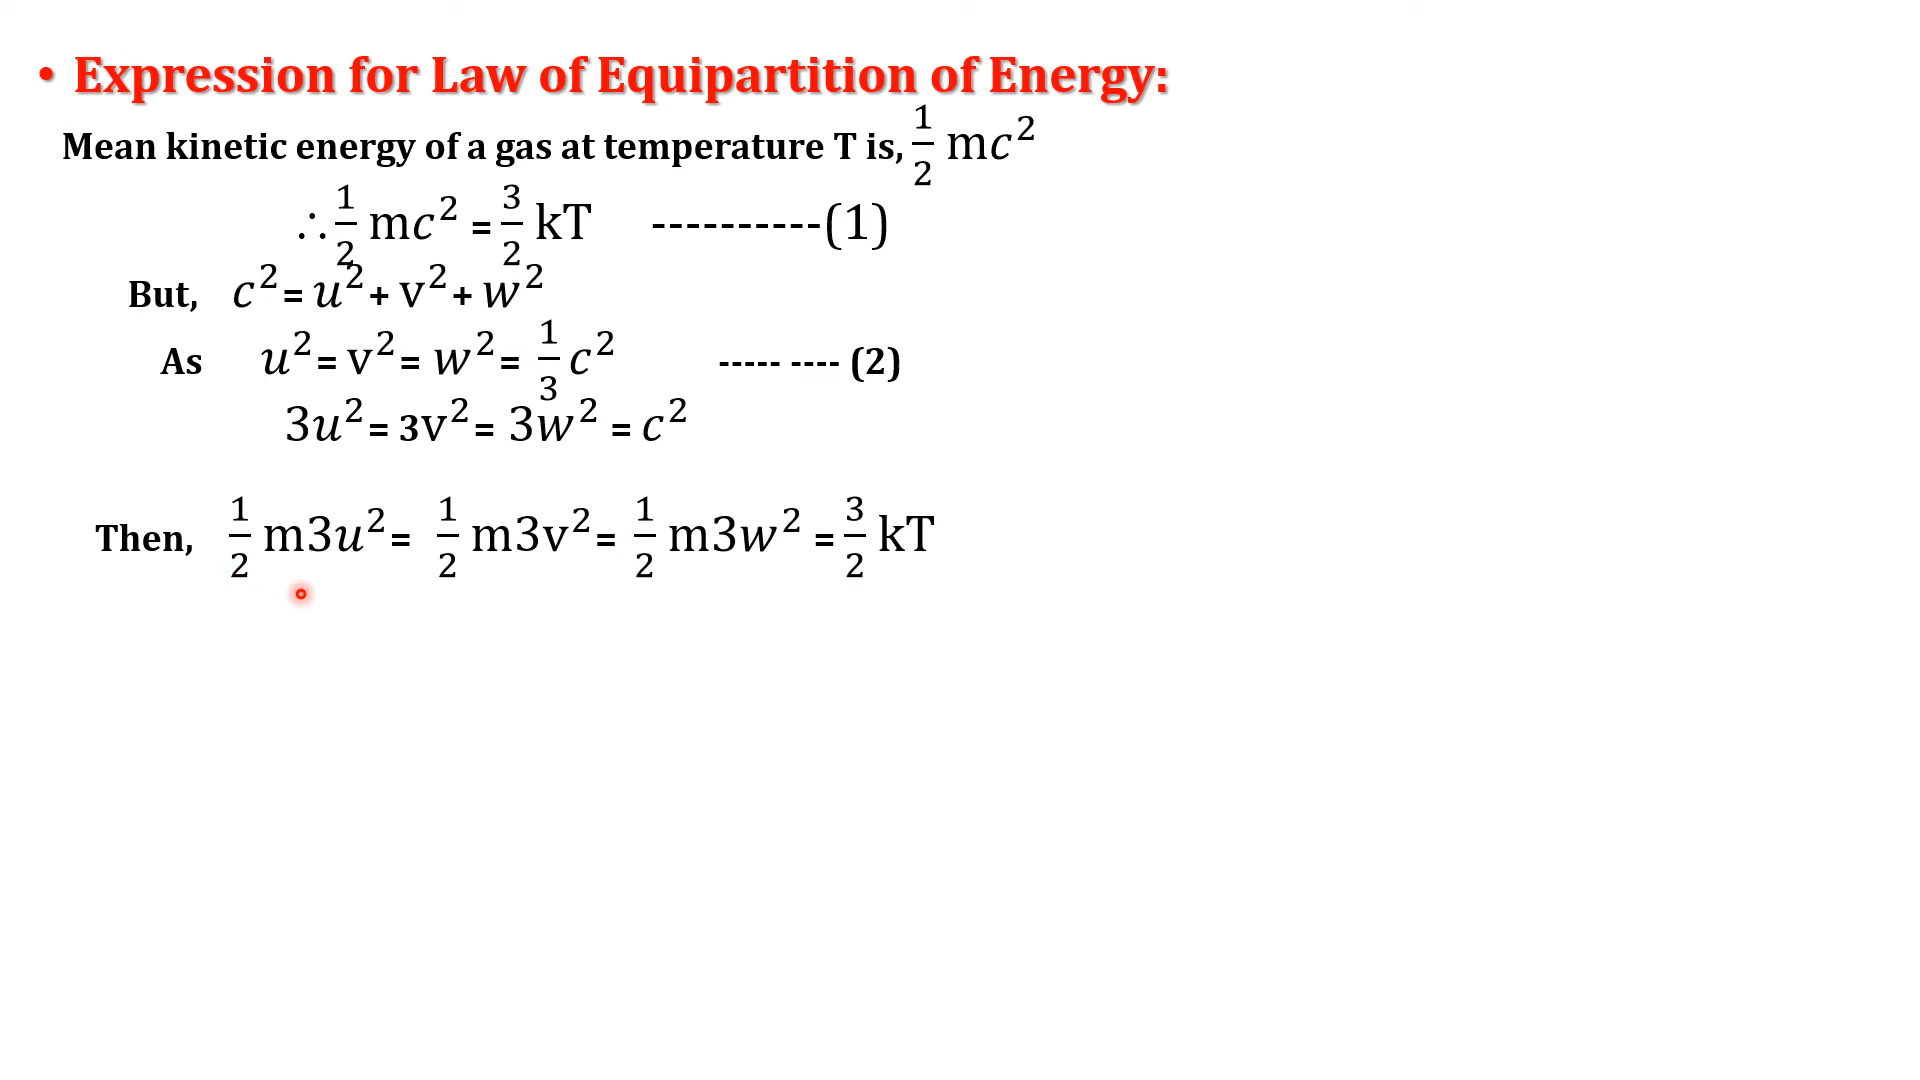 • Expression for Law of Equipartition of Energy:
Mean kinetic energy of a gas at temperature T is, 1/2 mc²
∴ 1/2 mc² = 3/2 kT ----------(1)
But, c² = u² + v² + w²
As u² = v² = w² = 1/3 c² ----- ---- (2)
3u² = 3v² = 3w² = c²
Then, 1/2 m3u² = 1/2 m3v² = 1/2 m3w² = 3/2 kT